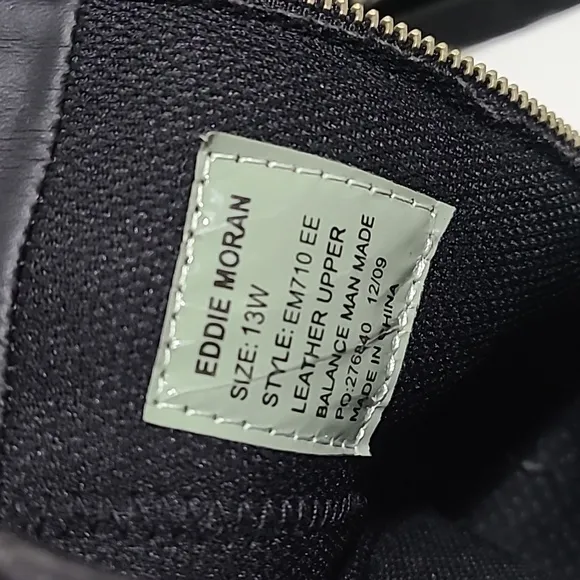 EDDIE MORAN
SIZE: 13W
STYLE: EM710 EE
LEATHER UPPER
BALANCE MAN MADE
PO:276840 12/09
MADE IN CHINA